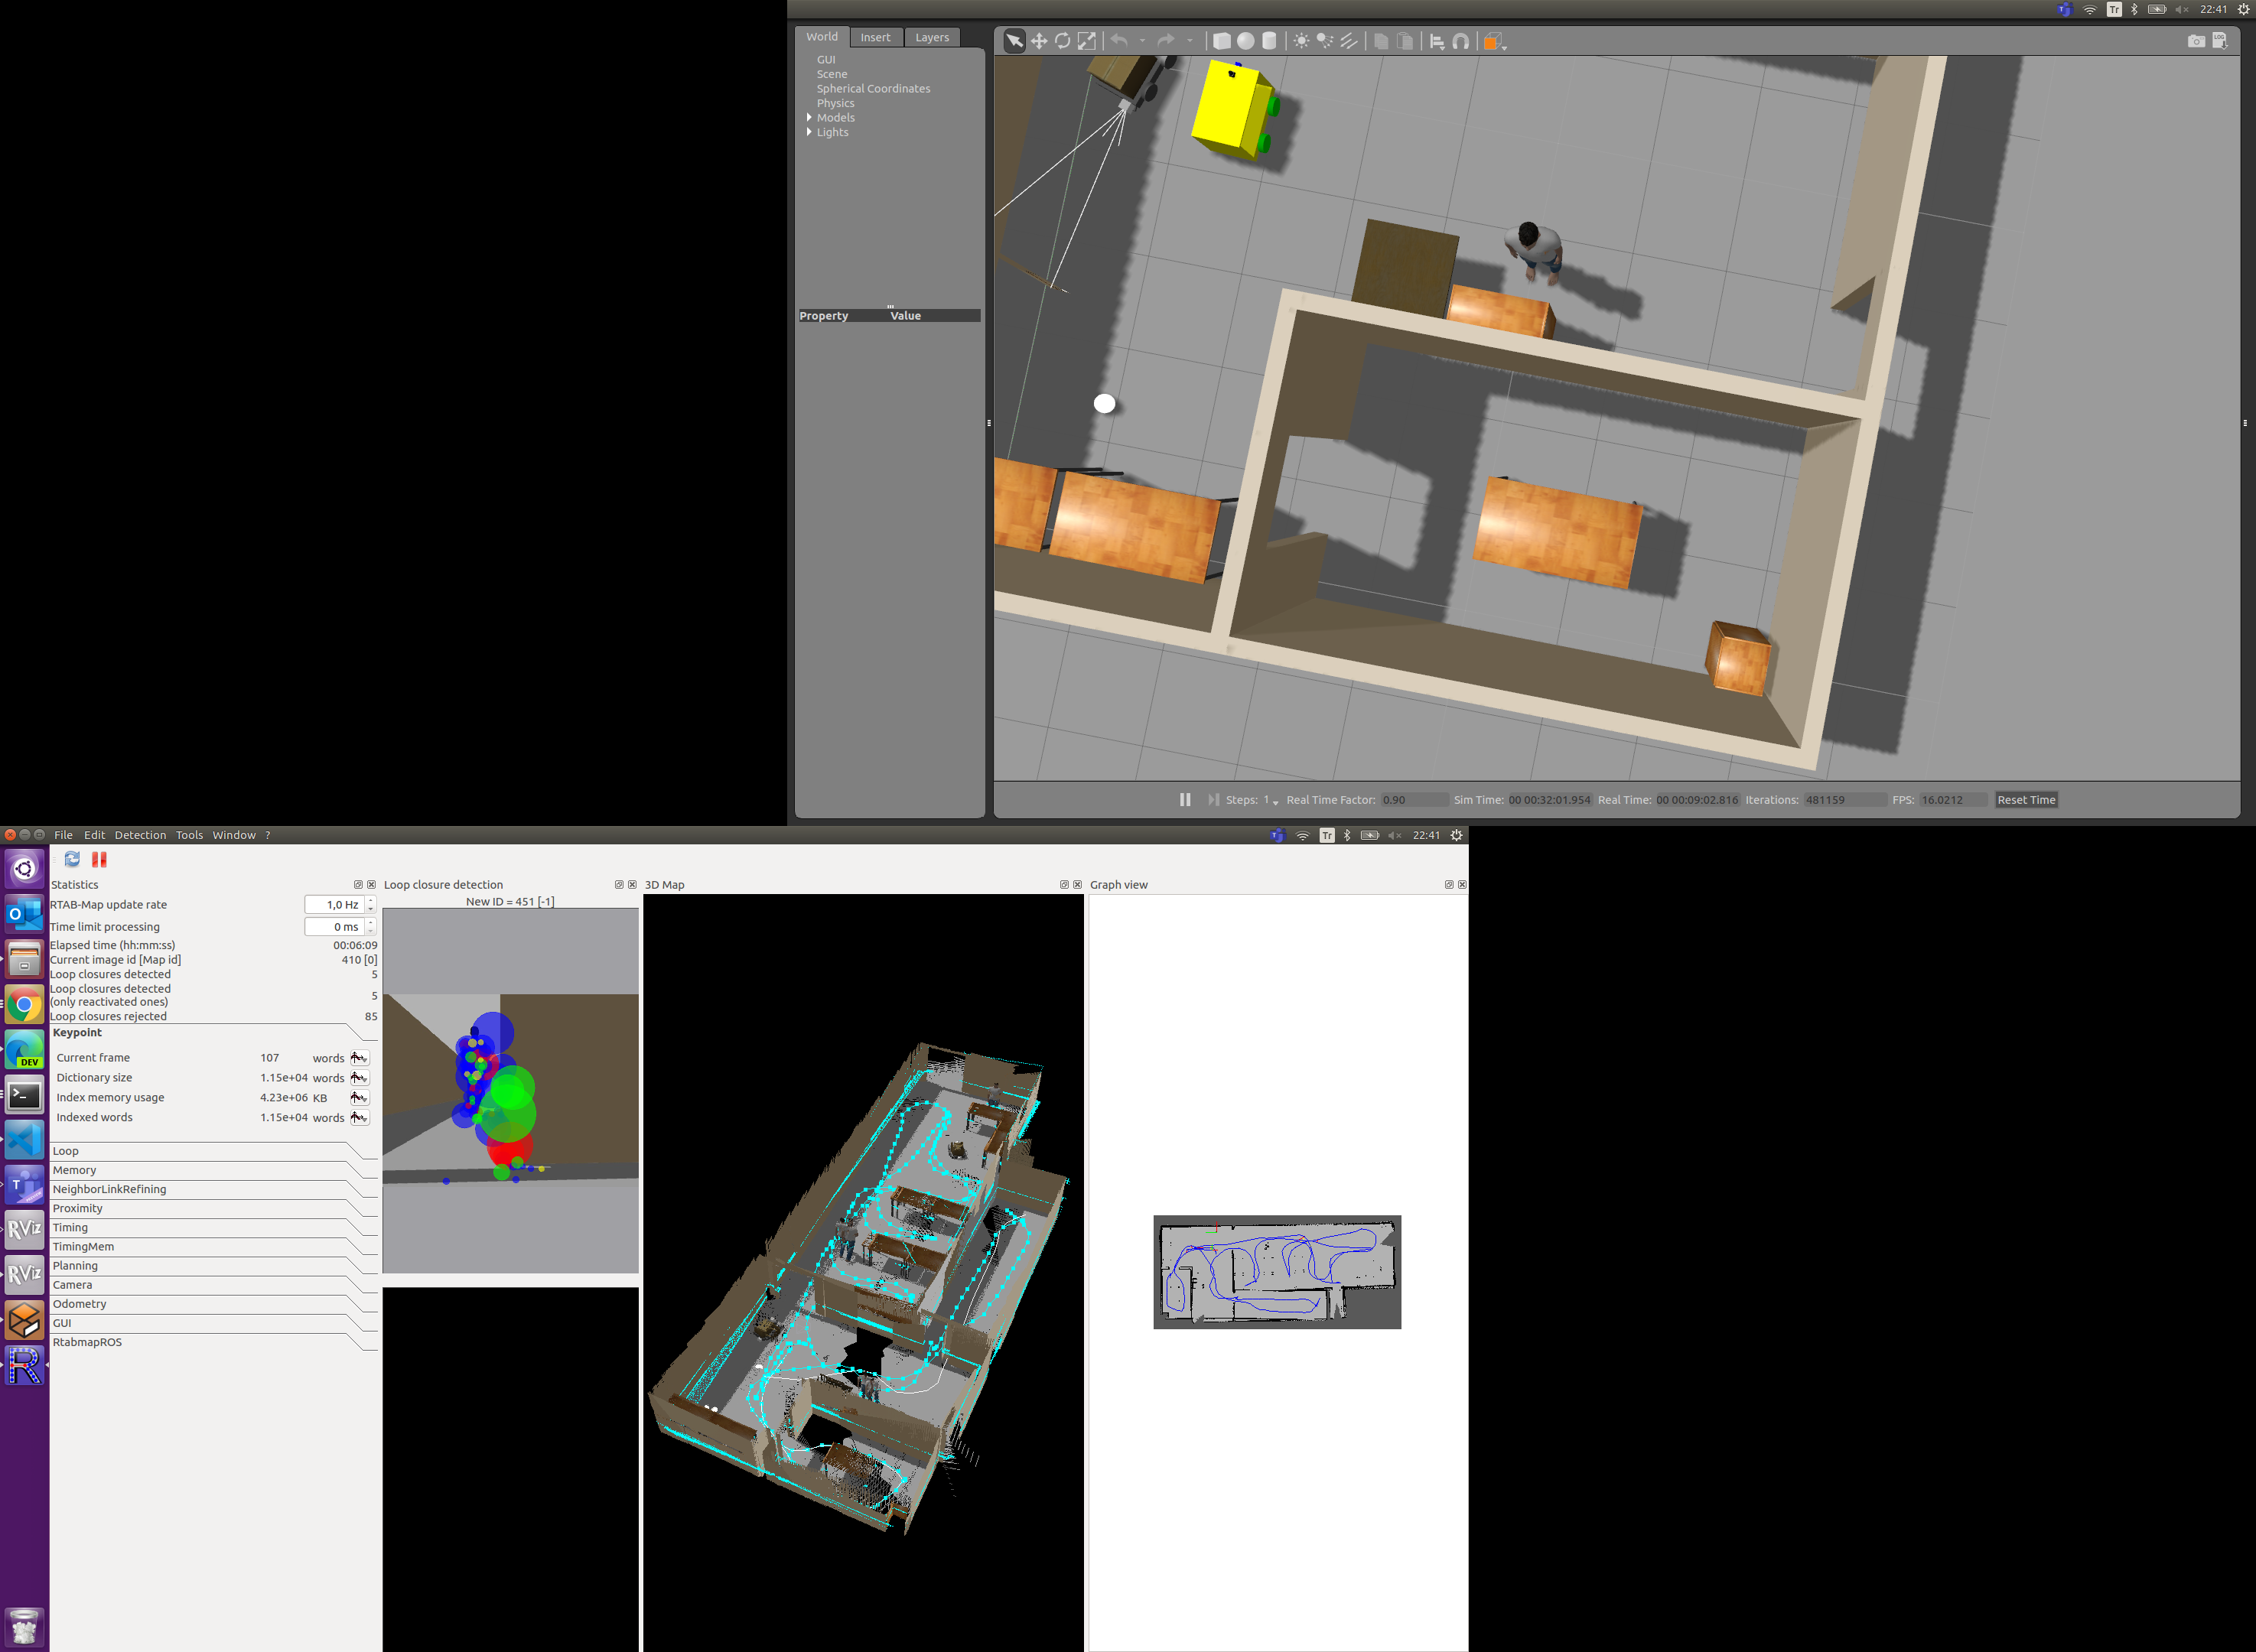 Tr 22:41
World Insert Layers
GUI
Scene
Spherical Coordinates
Physics
Models
Lights
Property Value
LOG
Steps: 1 Real Time Factor: 0.90 Sim Time: 00 00:32:01.954 Real Time: 00 00:09:02.816 Iterations: 481159 FPS: 16.0212 Reset Time
File Edit Detection Tools Window ? Tr 22:41
Statistics
RTAB-Map update rate 1,0 Hz
Time limit processing 0 ms
Elapsed time (hh:mm:ss) 00:06:09
Current image id [Map id] 410 [0]
Loop closures detected 5
Loop closures detected
(only reactivated ones) 5
Loop closures rejected 85
Keypoint
Current frame 107 words
Dictionary size 1.15e+04 words
Index memory usage 4.23e+06 KB
Indexed words 1.15e+04 words
Loop
Memory
NeighborLinkRefining
Proximity
Timing
TimingMem
Planning
Camera
Odometry
GUI
RtabmapROS
Loop closure detection
New ID = 451 [-1]
3D Map
Graph view
DEV
RViz
RViz
R